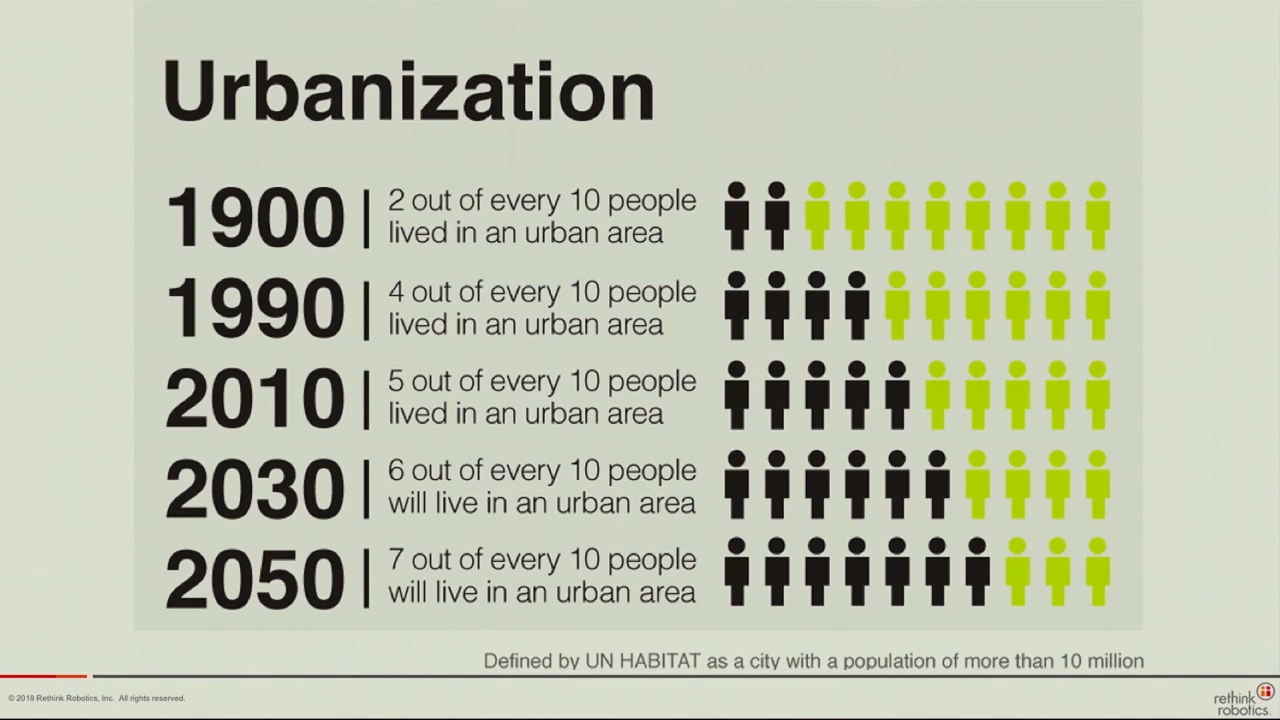 Urbanization
1900
2 out of every 10 people
lived in an urban area
1990
4 out of every 10 people
lived in an urban area
2010
5 out of every 10 people
lived in an urban area
2030
6 out of every 10 people
will live in an urban area
2050
7 out of every 10 people
will live in an urban area
Defined by UN HABITAT as a city with a population of more than 10 million
© 2018 Rethink Robotics, Inc. All rights reserved.
rethink
robotics.